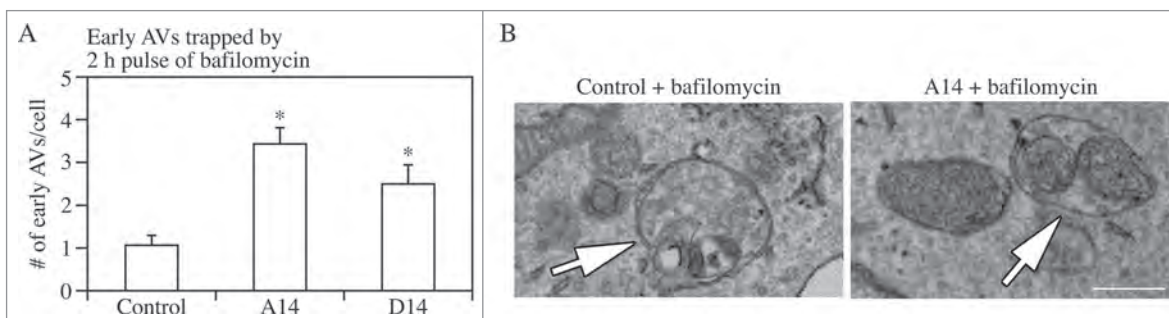 A
Early AVs trapped by
2 h pulse of bafilomycin
# of early AVs/cell
5
4
3
2
1
0
*
*
Control A14 D14
B
Control + bafilomycin
A14 + bafilomycin